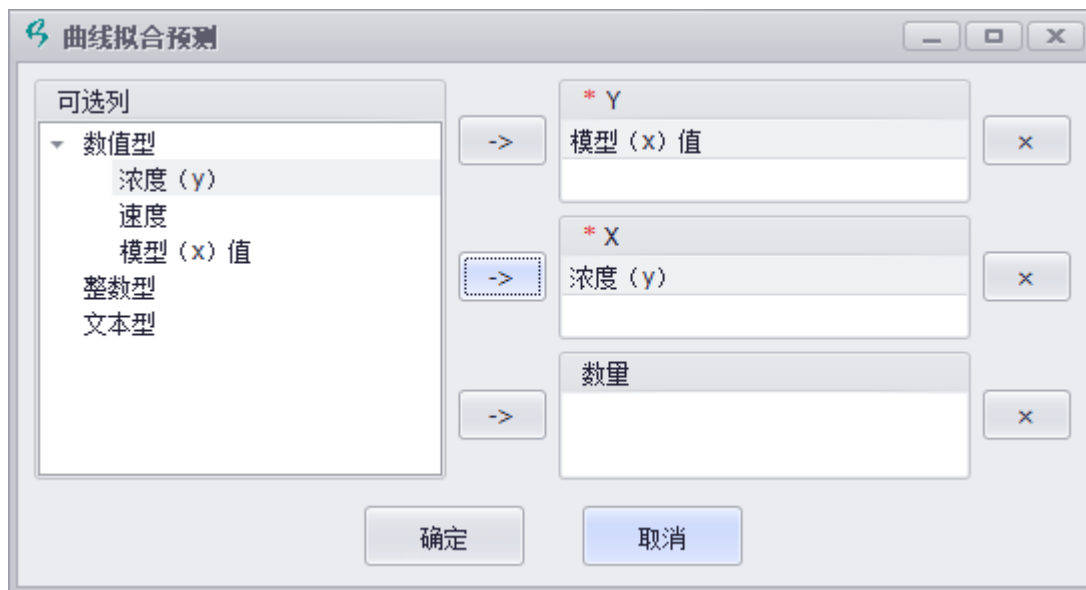 曲线拟合预测
可选列
数值型
浓度（y）
速度
模型（x）值
整数型
文本型
->
* Y
模型（x）值
×
->
* X
浓度（y）
×
->
数量
×
确定
取消